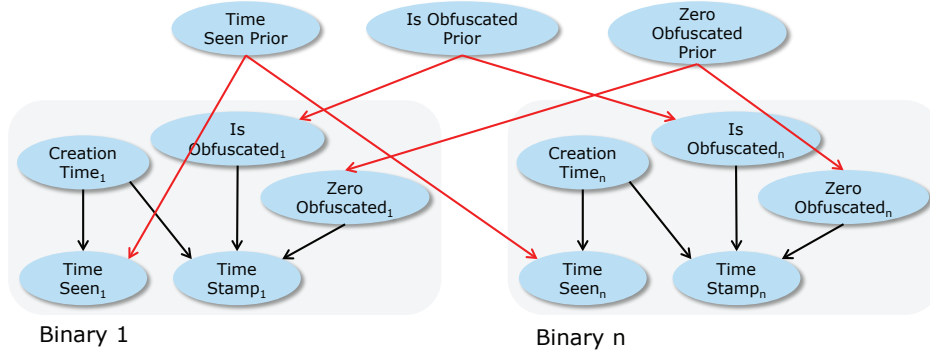 Time
Seen Prior
Is Obfuscated
Prior
Zero
Obfuscated
Prior
Creation
Time₁
Is
Obfuscated₁
Zero
Obfuscated₁
Time
Seen₁
Time
Stamp₁
Binary 1
Creation
Timeₙ
Is
Obfuscatedₙ
Zero
Obfuscatedₙ
Time
Seenₙ
Time
Stampₙ
Binary n